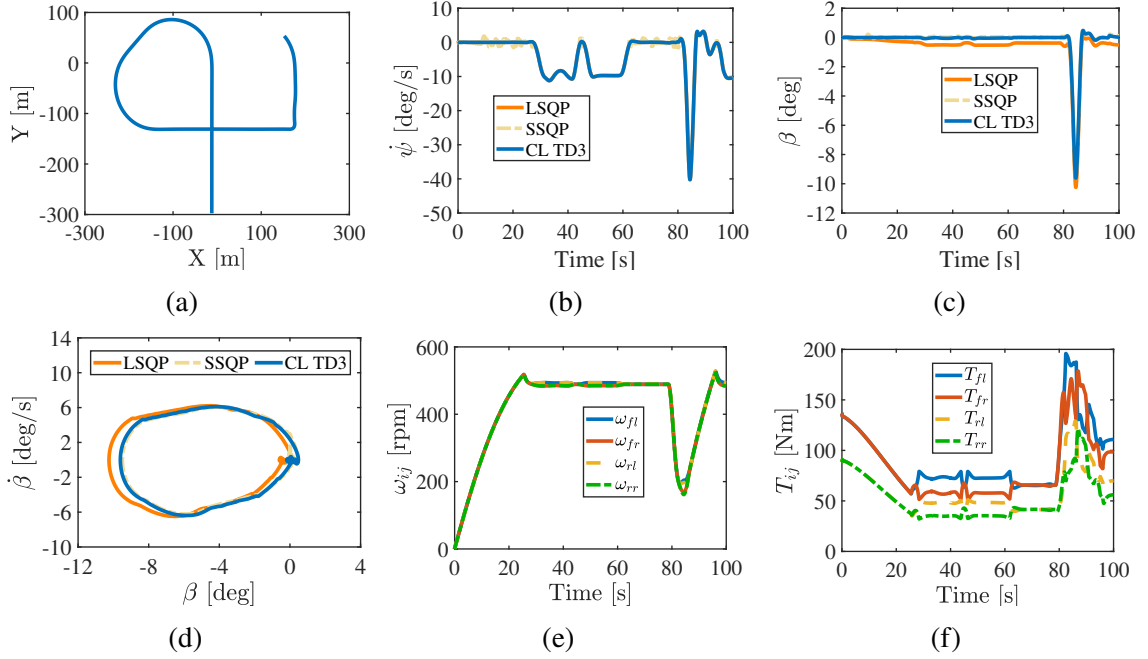 100
0
-100
-200
-300
Y [m]
-300 -100 100 300
X [m]
(a)
10
0
-10
-20
-30
-40
-50
ψ̇ [deg/s]
LSQP
SSQP
CL TD3
0 20 40 60 80 100
Time [s]
(b)
2
0
-2
-4
-6
-8
-10
-12
β [deg]
LSQP
SSQP
CL TD3
0 20 40 60 80 100
Time [s]
(c)
14
10
6
2
-2
-6
-10
β̇ [deg/s]
LSQP SSQP CL TD3
-12 -8 -4 0 4
β [deg]
(d)
600
400
200
0
ω_ij [rpm]
ω_fl
ω_fr
ω_rl
ω_rr
0 20 40 60 80 100
Time [s]
(e)
200
150
100
50
0
T_ij [Nm]
T_fl
T_fr
T_rl
T_rr
0 20 40 60 80 100
Time [s]
(f)